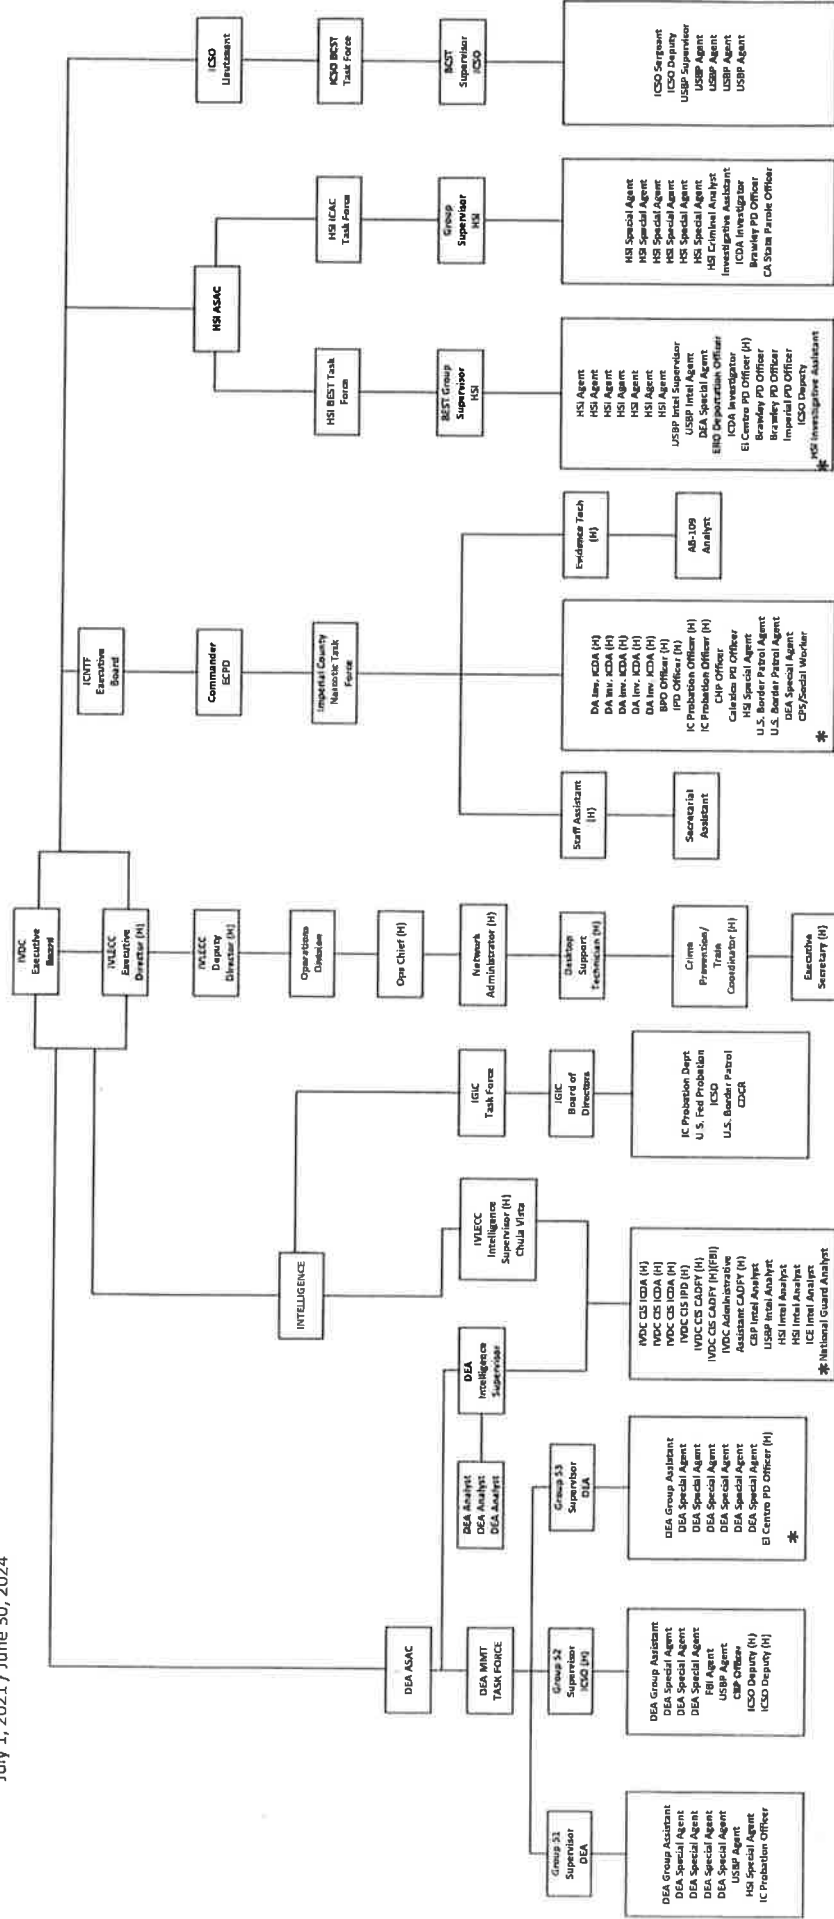 July 1, 2021 / June 30, 2024
IVDC
Executive
Board
IVLECC
Executive
Director (H)
IVLECC
Deputy
Director (H)
Operations
Division
Ops Chief (H)
Network
Administrator (H)
Desktop
Support
Technician (H)
Crime
Prevention/
Train
Coordinator (H)
Executive
Secretary (H)
DEA ASAC
DEA MMT
TASK FORCE
Group 51
Supervisor
DEA
DEA Group Assistant
DEA Special Agent
DEA Special Agent
DEA Special Agent
DEA Special Agent
USBP Agent
HSI Special Agent
IC Probation Officer
Group 52
Supervisor
ICSO (H)
DEA Group Assistant
DEA Special Agent
DEA Special Agent
DEA Special Agent
FBI Agent
USBP Agent
CBP Officer
ICSO Deputy (H)
ICSO Deputy (H)
Group 53
Supervisor
DEA
DEA Group Assistant
DEA Special Agent
DEA Special Agent
DEA Special Agent
DEA Special Agent
DEA Special Agent
DEA Special Agent
El Centro PD Officer (H)
*
DEA Analyst
DEA Analyst
DEA Analyst
DEA
Intelligence
Supervisor
INTELLIGENCE
IVLECC
Intelligence
Supervisor (H)
Chula Vista
IVDC CIS ICDA (H)
IVDC CIS ICDA (H)
IVDC CIS ICDA (H)
IVDC CIS IPD (H)
IVDC CIS CADFY (H)
IVDC CIS CADFY (H)(FBI)
IVDC Administrative
Assistant CADFY (H)
CBP Intel Analyst
USBP Intel Analyst
HSI Intel Analyst
HSI Intel Analyst
ICE Intel Analyst
* National Guard Analyst
IGIC
Task Force
IGIC
Board of
Directors
IC Probation Dept
U.S. Fed Probation
ICSO
U.S. Border Patrol
CDCR
ICNTF
Executive
Board
Commander
ECPD
Imperial County
Narcotic Task
Force
Staff Assistant
(H)
Secretarial
Assistant
DA Inv. ICDA (H)
DA Inv. ICDA (H)
DA Inv. ICDA (H)
DA Inv. ICDA (H)
DA Inv. ICDA (H)
BPD Officer (H)
IPD Officer (H)
IC Probation Officer (H)
IC Probation Officer (H)
CHP Officer
Calexico PD Officer
HSI Special Agent
U.S. Border Patrol Agent
U.S. Border Patrol Agent
DEA Special Agent
CPS/Social Worker
*
Evidence Tech
(H)
AB-109
Analyst
HSI ASAC
HSI BEST Task
Force
BEST Group
Supervisor
HSI
HSI Agent
HSI Agent
HSI Agent
HSI Agent
HSI Agent
HSI Agent
HSI Agent
USBP Intel Supervisor
USBP Intel Agent
DEA Special Agent
ERO Deportation Officer
ICDA Investigator
El Centro PD Officer (H)
Brawley PD Officer
Brawley PD Officer
Imperial PD Officer
ICSO Deputy
* HSI Investigative Assistant
HSI ICAC
Task Force
Group
Supervisor
HSI
HSI Special Agent
HSI Special Agent
HSI Special Agent
HSI Special Agent
HSI Special Agent
HSI Special Agent
HSI Criminal Analyst
Investigative Assistant
ICDA Investigator
Brawley PD Officer
CA State Parole Officer
ICSO
Lieutenant
ICSO BCST
Task Force
BCST
Supervisor
ICSO
ICSO Sergeant
ICSO Deputy
USBP Supervisor
USBP Agent
USBP Agent
USBP Agent
USBP Agent